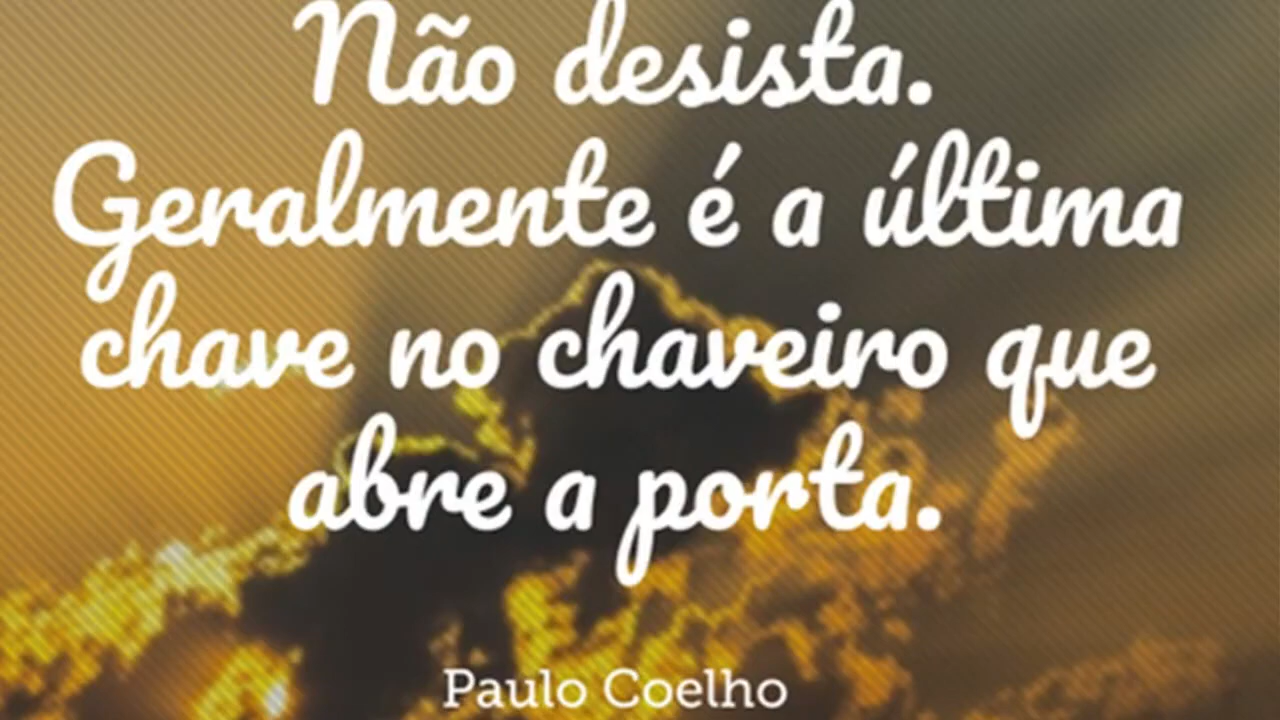 Não desista.
Geralmente é a última
chave no chaveiro que
abre a porta.
Paulo Coelho